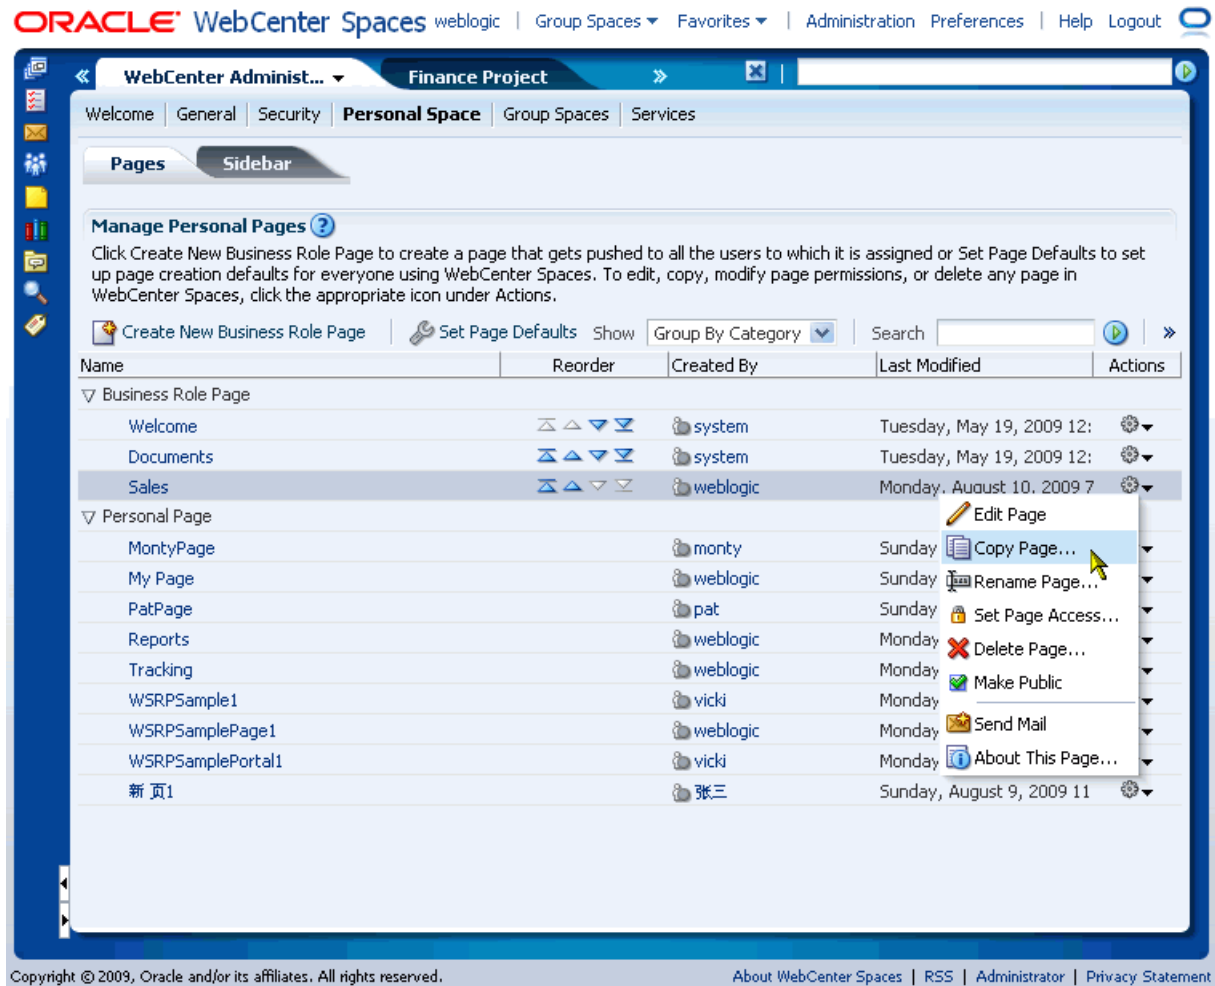 ORACLE WebCenter Spaces weblogic | Group Spaces Favorites | Administration Preferences | Help Logout
« WebCenter Administ... Finance Project »
Welcome General Security Personal Space Group Spaces Services
Pages Sidebar
Manage Personal Pages ?
Click Create New Business Role Page to create a page that gets pushed to all the users to which it is assigned or Set Page Defaults to set
up page creation defaults for everyone using WebCenter Spaces. To edit, copy, modify page permissions, or delete any page in
WebCenter Spaces, click the appropriate icon under Actions.
Create New Business Role Page Set Page Defaults Show Group By Category Search »
Name Reorder Created By Last Modified Actions
Business Role Page
Welcome system Tuesday, May 19, 2009 12:
Documents system Tuesday, May 19, 2009 12:
Sales weblogic Monday, August 10, 2009 7
Personal Page
Edit Page
MontyPage monty Sunday Copy Page...
My Page weblogic Sunday Rename Page...
PatPage pat Sunday Set Page Access...
Reports weblogic Monday Delete Page...
Tracking weblogic Monday Make Public
WSRPSample1 vicki Monday
WSRPSamplePage1 weblogic Monday Send Mail
WSRPSamplePortal1 vicki Monday About This Page...
新 页1 张三 Sunday, August 9, 2009 11
Copyright © 2009, Oracle and/or its affiliates. All rights reserved. About WebCenter Spaces | RSS | Administrator | Privacy Statement